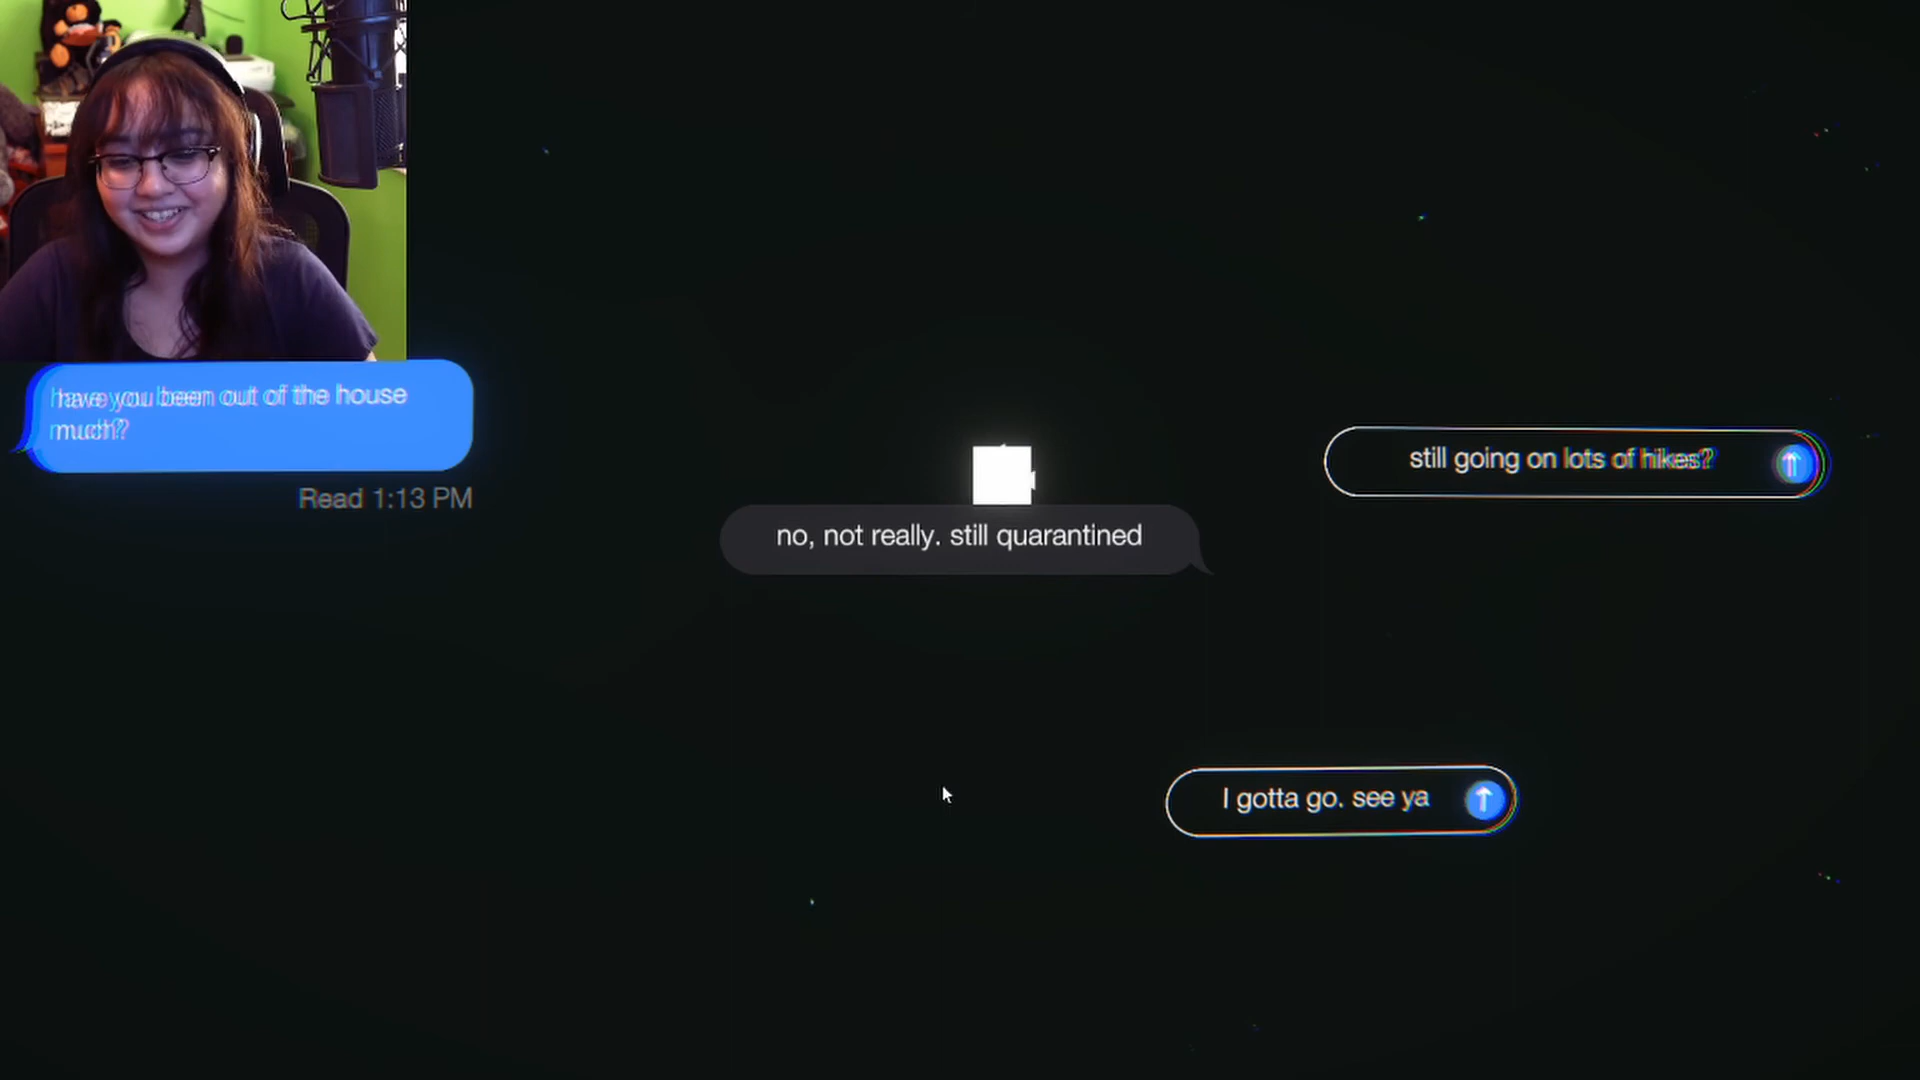 have you been out of the house
much?
Read 1:13 PM
still going on lots of hikes?
no, not really. still quarantined
I gotta go. see ya